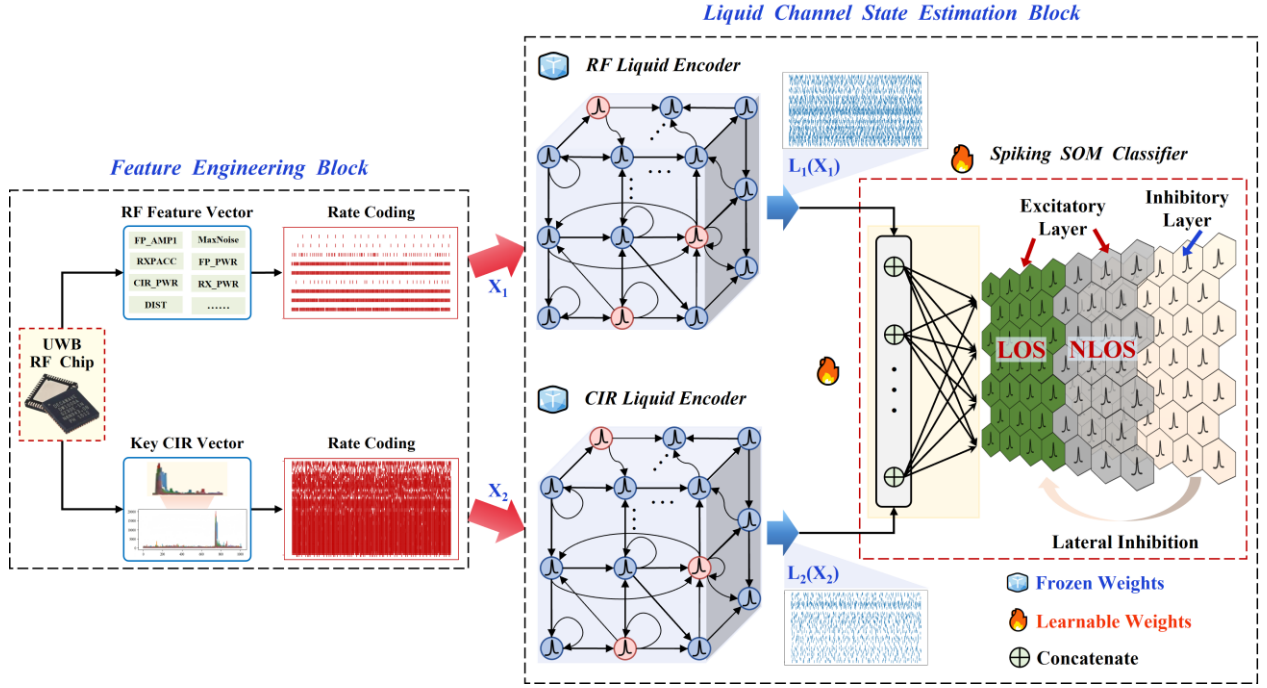 Liquid Channel State Estimation Block
RF Liquid Encoder
L1(X1)
Spiking SOM Classifier
Feature Engineering Block
RF Feature Vector
Rate Coding
FP_AMP1
MaxNoise
RXPACC
FP_PWR
CIR_PWR
RX_PWR
DIST
......
X1
UWB
RF Chip
Excitatory
Layer
Inhibitory
Layer
LOS
NLOS
CIR Liquid Encoder
Key CIR Vector
Rate Coding
X2
L2(X2)
Lateral Inhibition
Frozen Weights
Learnable Weights
Concatenate